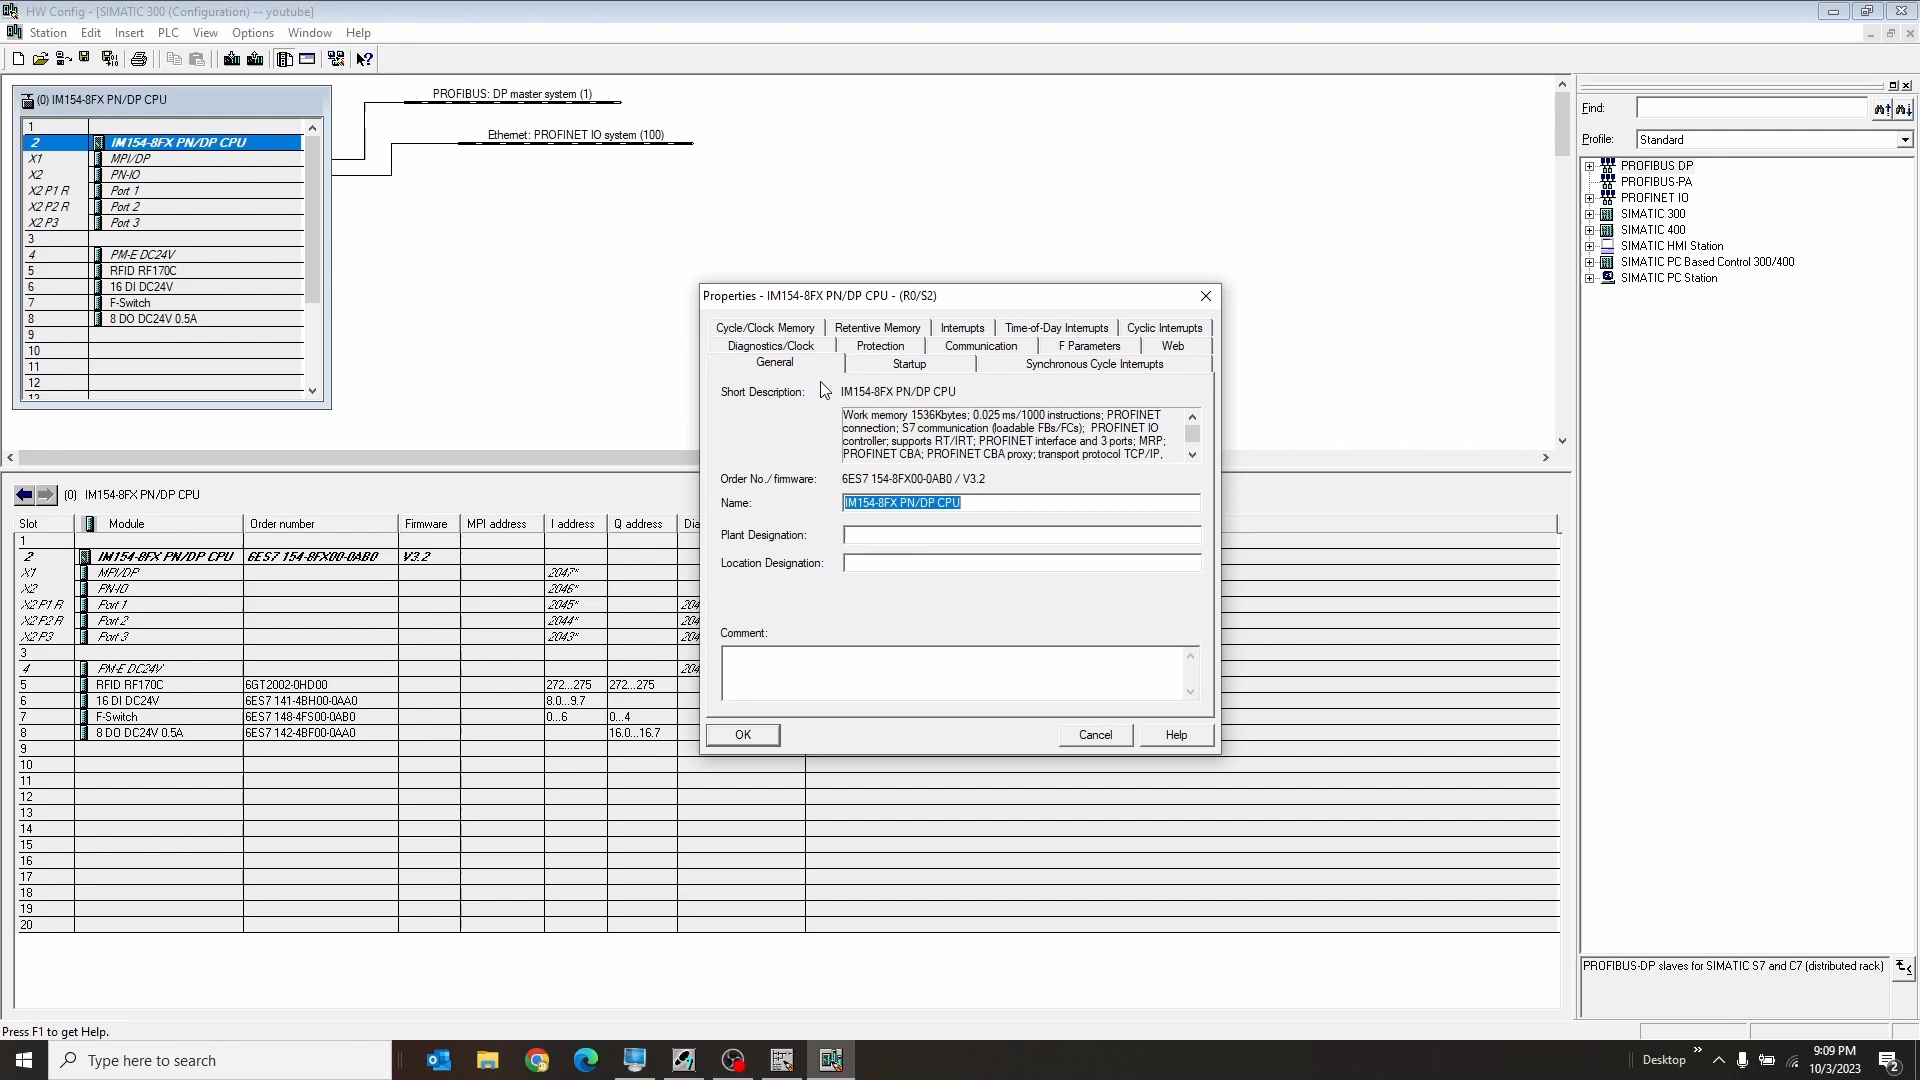 HW Config - [SIMATIC 300 (Configuration) -- youtube]
Station Edit Insert PLC View Options Window Help
(0) IM154-8FX PN/DP CPU
1
2 IM154-8FX PN/DP CPU
X1 MPI/DP
X2 PN-IO
X2 P1 R Port 1
X2 P2 R Port 2
X2 P3 Port 3
3
4 PM-E DC24V
5 RFID RF170C
6 16 DI DC24V
7 F-Switch
8 8 DO DC24V 0.5A
9
10
11
12
13
PROFIBUS: DP master system (1)
Ethernet: PROFINET IO system (100)
Find:
Profile: Standard
PROFIBUS DP
PROFIBUS-PA
PROFINET IO
SIMATIC 300
SIMATIC 400
SIMATIC HMI Station
SIMATIC PC Based Control 300/400
SIMATIC PC Station
PROFIBUS-DP slaves for SIMATIC S7 and C7 (distributed rack)
Properties - IM154-8FX PN/DP CPU - (R0/S2)
Cycle/Clock Memory Retentive Memory Interrupts Time-of-Day Interrupts Cyclic Interrupts
Diagnostics/Clock Protection Communication F Parameters Web
General Startup Synchronous Cycle Interrupts
Short Description: IM154-8FX PN/DP CPU
Work memory 1536Kbytes; 0.025 ms/1000 instructions; PROFINET
connection; S7 communication (loadable FBs/FCs); PROFINET IO
controller; supports RT/IRT; PROFINET interface and 3 ports; MRP;
PROFINET CBA; PROFINET CBA proxy; transport protocol TCP/IP,
Order No./ firmware: 6ES7 154-8FX00-0AB0 / V3.2
Name: IM154-8FX PN/DP CPU
Plant Designation:
Location Designation:
Comment:
OK Cancel Help
(0) IM154-8FX PN/DP CPU
Slot Module Order number Firmware MPI address I address Q address Dia
1
2 IM154-8FX PN/DP CPU 6ES7 154-8FX00-0AB0 V3.2
X1 MPI/DP 2047*
X2 PN-IO 2046*
X2 P1 R Port 1 2045* 204
X2 P2 R Port 2 2044* 204
X2 P3 Port 3 2043* 204
3
4 PM-E DC24V 204
5 RFID RF170C 6GT2002-0HD00 272...275 272...275
6 16 DI DC24V 6ES7 141-4BH00-0AA0 8.0...9.7
7 F-Switch 6ES7 148-4FS00-0AB0 0...6 0...4
8 8 DO DC24V 0.5A 6ES7 142-4BF00-0AA0 16.0...16.7
9
10
11
12
13
14
15
16
17
18
19
20
Press F1 to get Help.
Type here to search
Desktop
9:09 PM
10/3/2023
2